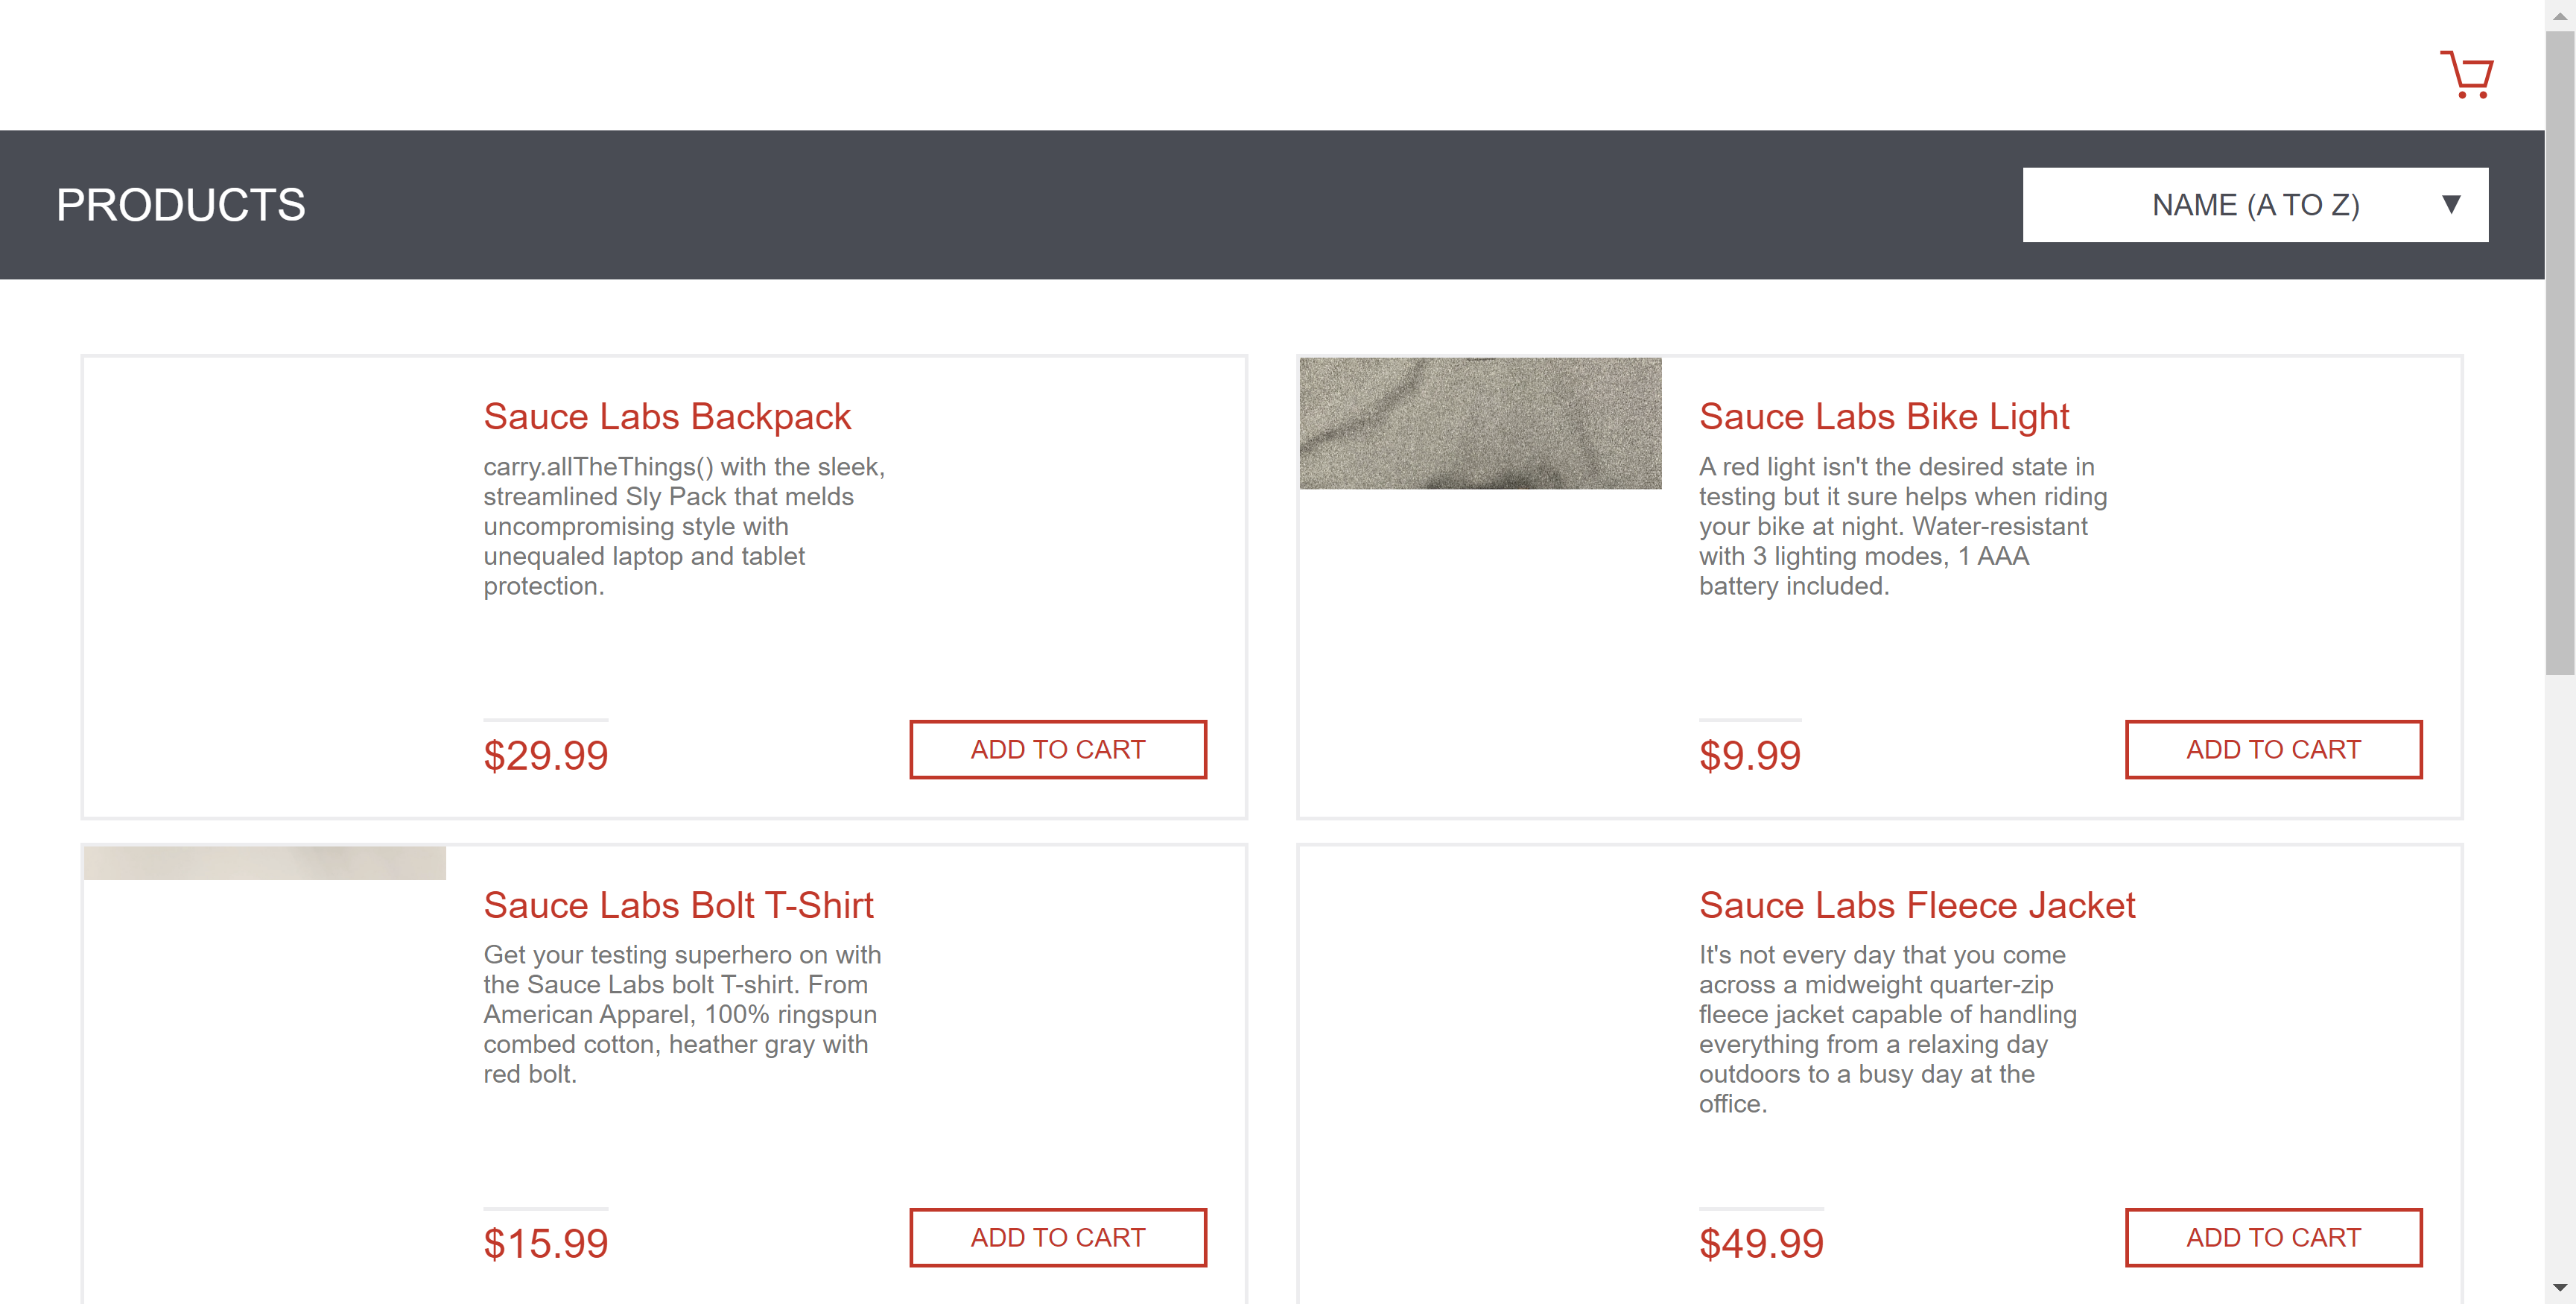 PRODUCTS
NAME (A TO Z)
Sauce Labs Backpack
carry.allTheThings() with the sleek,
streamlined Sly Pack that melds
uncompromising style with
unequaled laptop and tablet
protection.
$29.99
ADD TO CART
Sauce Labs Bike Light
A red light isn't the desired state in
testing but it sure helps when riding
your bike at night. Water-resistant
with 3 lighting modes, 1 AAA
battery included.
$9.99
ADD TO CART
Sauce Labs Bolt T-Shirt
Get your testing superhero on with
the Sauce Labs bolt T-shirt. From
American Apparel, 100% ringspun
combed cotton, heather gray with
red bolt.
$15.99
ADD TO CART
Sauce Labs Fleece Jacket
It's not every day that you come
across a midweight quarter-zip
fleece jacket capable of handling
everything from a relaxing day
outdoors to a busy day at the
office.
$49.99
ADD TO CART